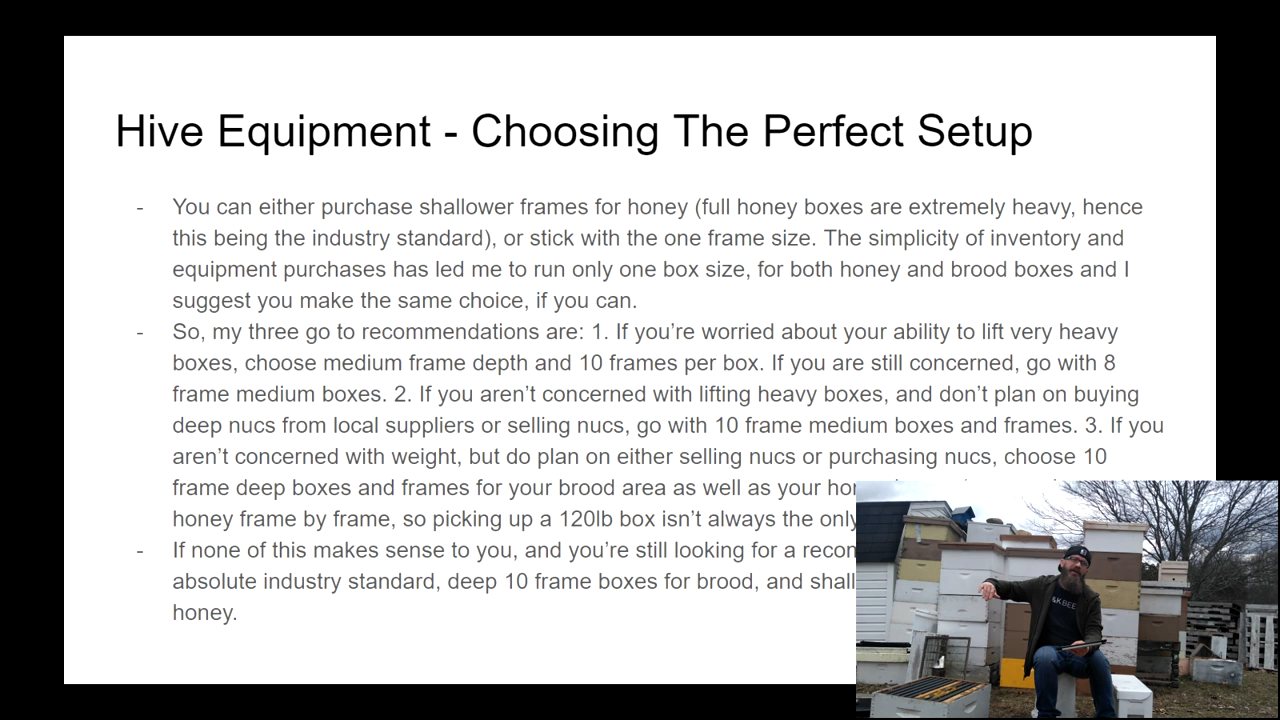 Hive Equipment - Choosing The Perfect Setup
- You can either purchase shallower frames for honey (full honey boxes are extremely heavy, hence
this being the industry standard), or stick with the one frame size. The simplicity of inventory and
equipment purchases has led me to run only one box size, for both honey and brood boxes and I
suggest you make the same choice, if you can.
- So, my three go to recommendations are: 1. If you’re worried about your ability to lift very heavy
boxes, choose medium frame depth and 10 frames per box. If you are still concerned, go with 8
frame medium boxes. 2. If you aren’t concerned with lifting heavy boxes, and don’t plan on buying
deep nucs from local suppliers or selling nucs, go with 10 frame medium boxes and frames. 3. If you
aren’t concerned with weight, but do plan on either selling nucs or purchasing nucs, choose 10
frame deep boxes and frames for your brood area as well as your
honey frame by frame, so picking up a 120lb box isn’t always the only
- If none of this makes sense to you, and you’re still looking for a
absolute industry standard, deep 10 frame boxes for brood, and
honey.